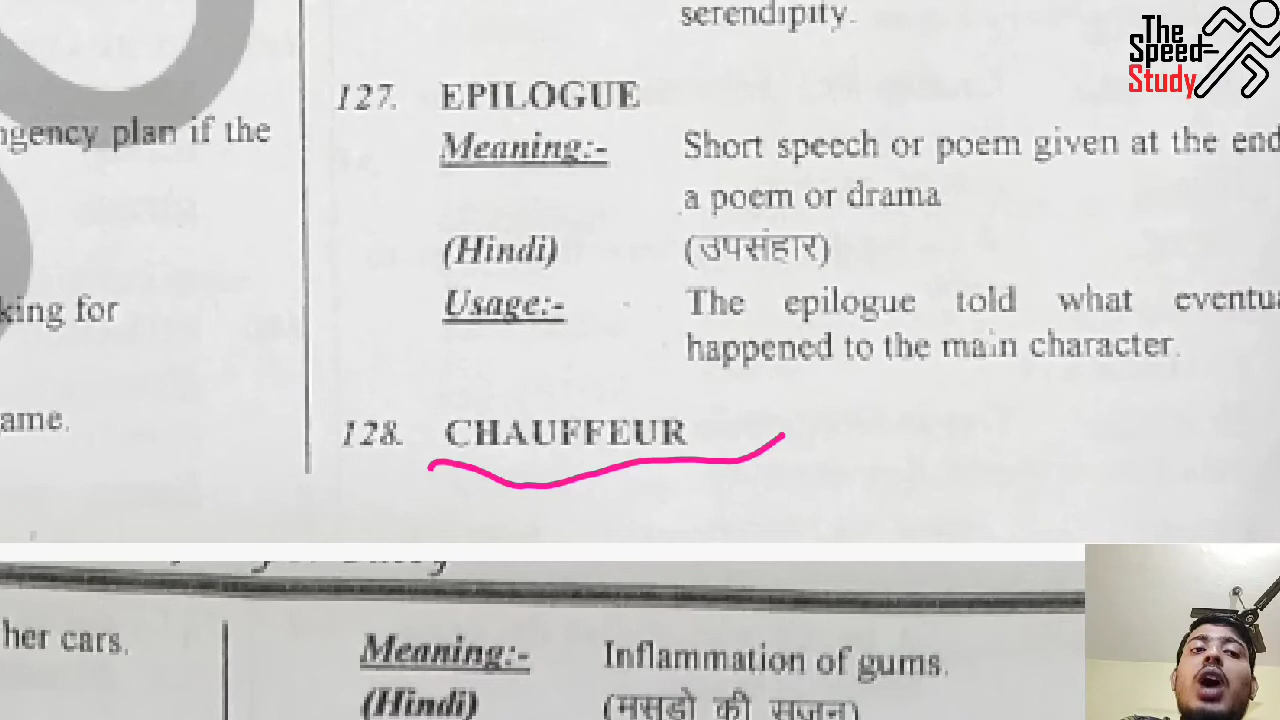 serendipity.
The
Speed
Study
127. EPILOGUE
ngency plan if the
Meaning:- Short speech or poem given at the end
a poem or drama
(Hindi) (उपसंहार)
king for
Usage:- The epilogue told what eventua
happened to the main character.
ame.
128. CHAUFFEUR
her cars.
Meaning:- Inflammation of gums.
(Hindi) (मसूड़ो की सूजन)